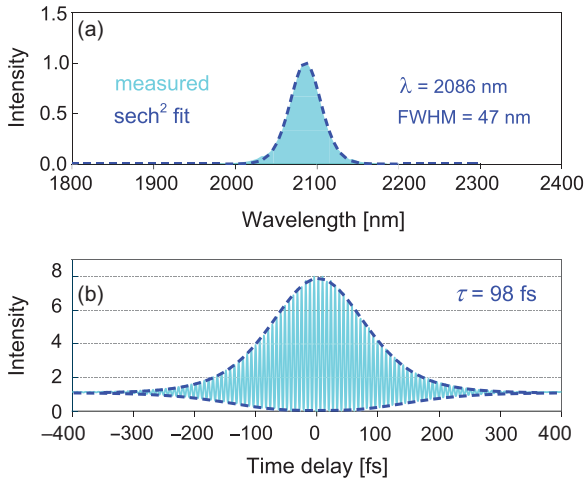 (a)
1.5
1.0
0.5
0.0
Intensity
measured
sech² fit
λ = 2086 nm
FWHM = 47 nm
1800 1900 2000 2100 2200 2300 2400
Wavelength [nm]
(b)
8
6
4
2
0
Intensity
τ = 98 fs
−400 −300 −200 −100 0 100 200 300 400
Time delay [fs]